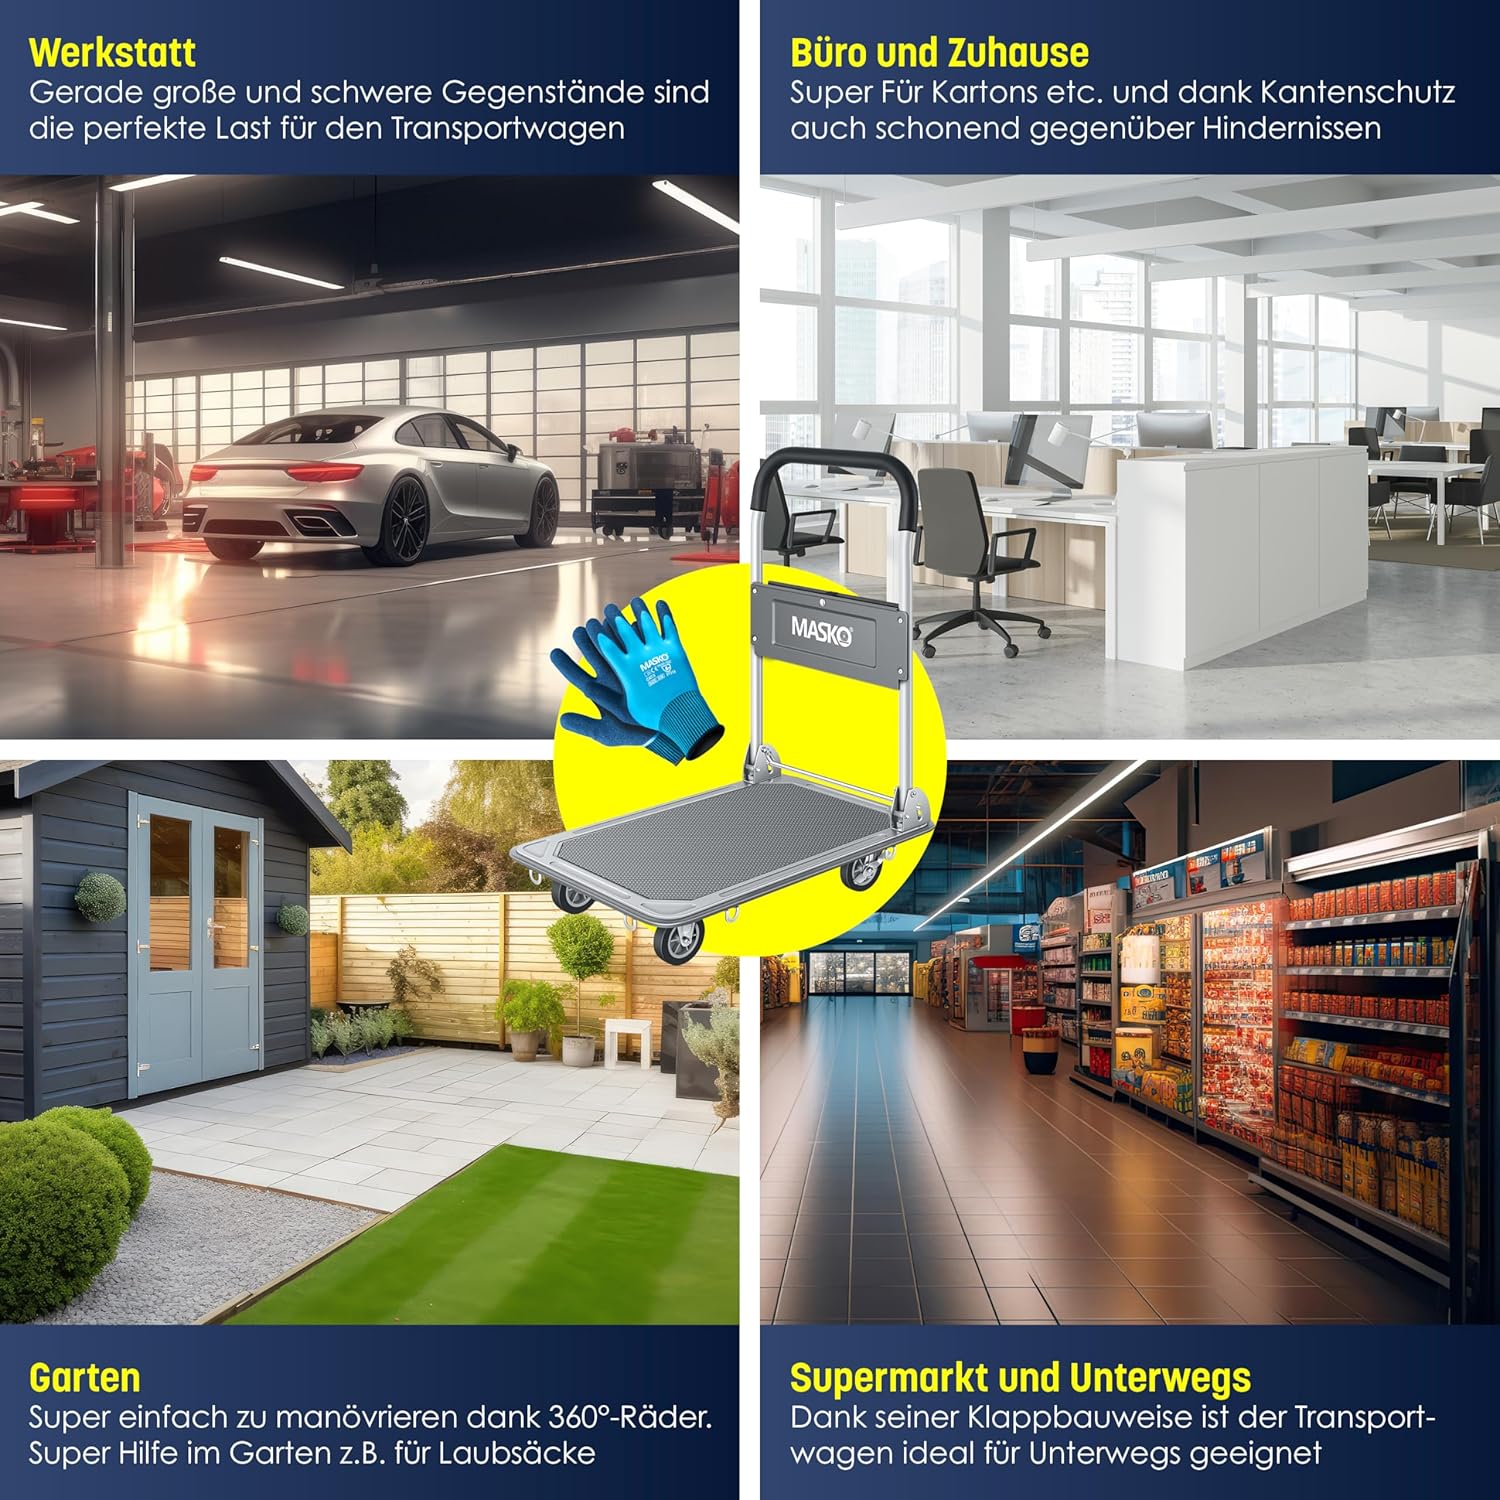 Werkstatt
Gerade große und schwere Gegenstände sind
die perfekte Last für den Transportwagen
Büro und Zuhause
Super Für Kartons etc. und dank Kantenschutz
auch schonend gegenüber Hindernissen
MASKO
MASKO
Garten
Super einfach zu manövrieren dank 360°-Räder.
Super Hilfe im Garten z.B. für Laubsäcke
Supermarkt und Unterwegs
Dank seiner Klappbauweise ist der Transport-
wagen ideal für Unterwegs geeignet